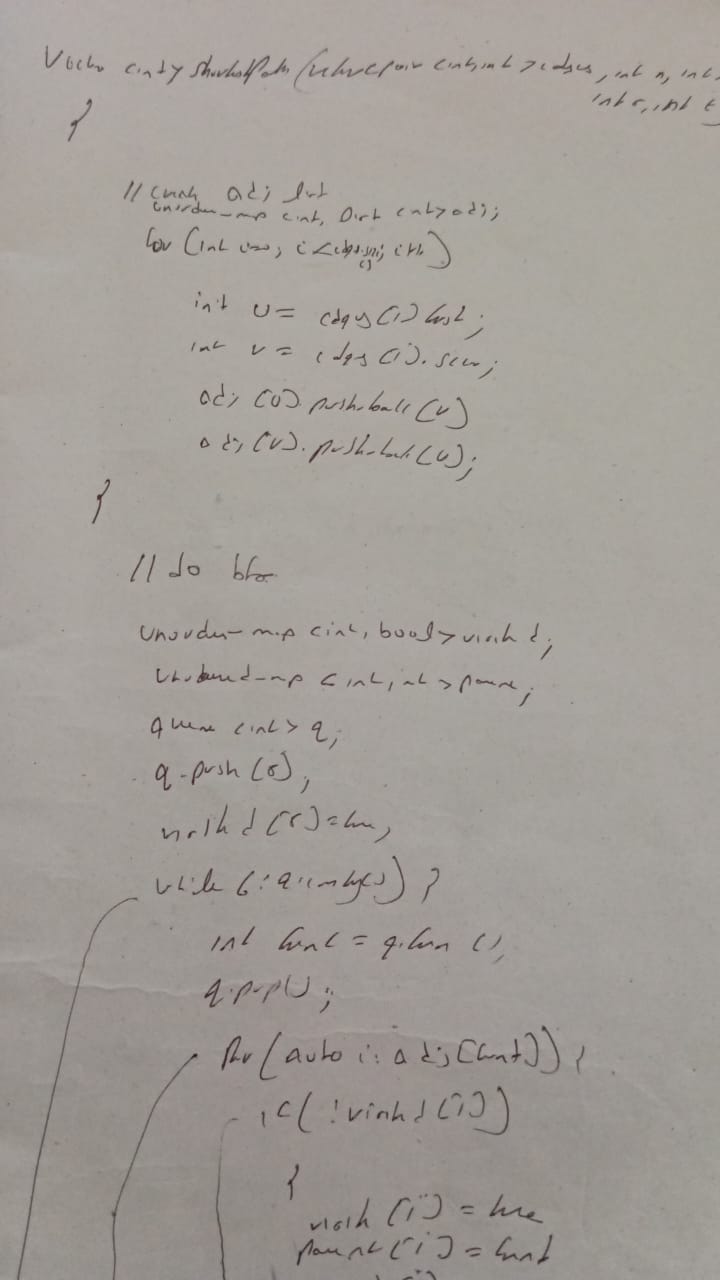 Vector <int> shortestPath (vector<pair <int,int>> edges, int n, int
int s, int t
{
// create adj list
unordered_map <int, list <int>> adj;
for (int i=0; i < edges.size(); i++)
int u = edges(i).first;
int v = edges(i).second;
adj (u). push_back (v)
adj (v). push_back (u);
}
// do bfs
unordered_map <int, bool> visited;
unordered_map <int, int> parent;
queue <int> q;
q.push (s);
visited (s) = true,
while (! q.empty()) {
int front = q.front (),
q.pop();
for (auto i: adj[front]) {
if (! visited (i))
{
visited (i) = true
parent (i) = front